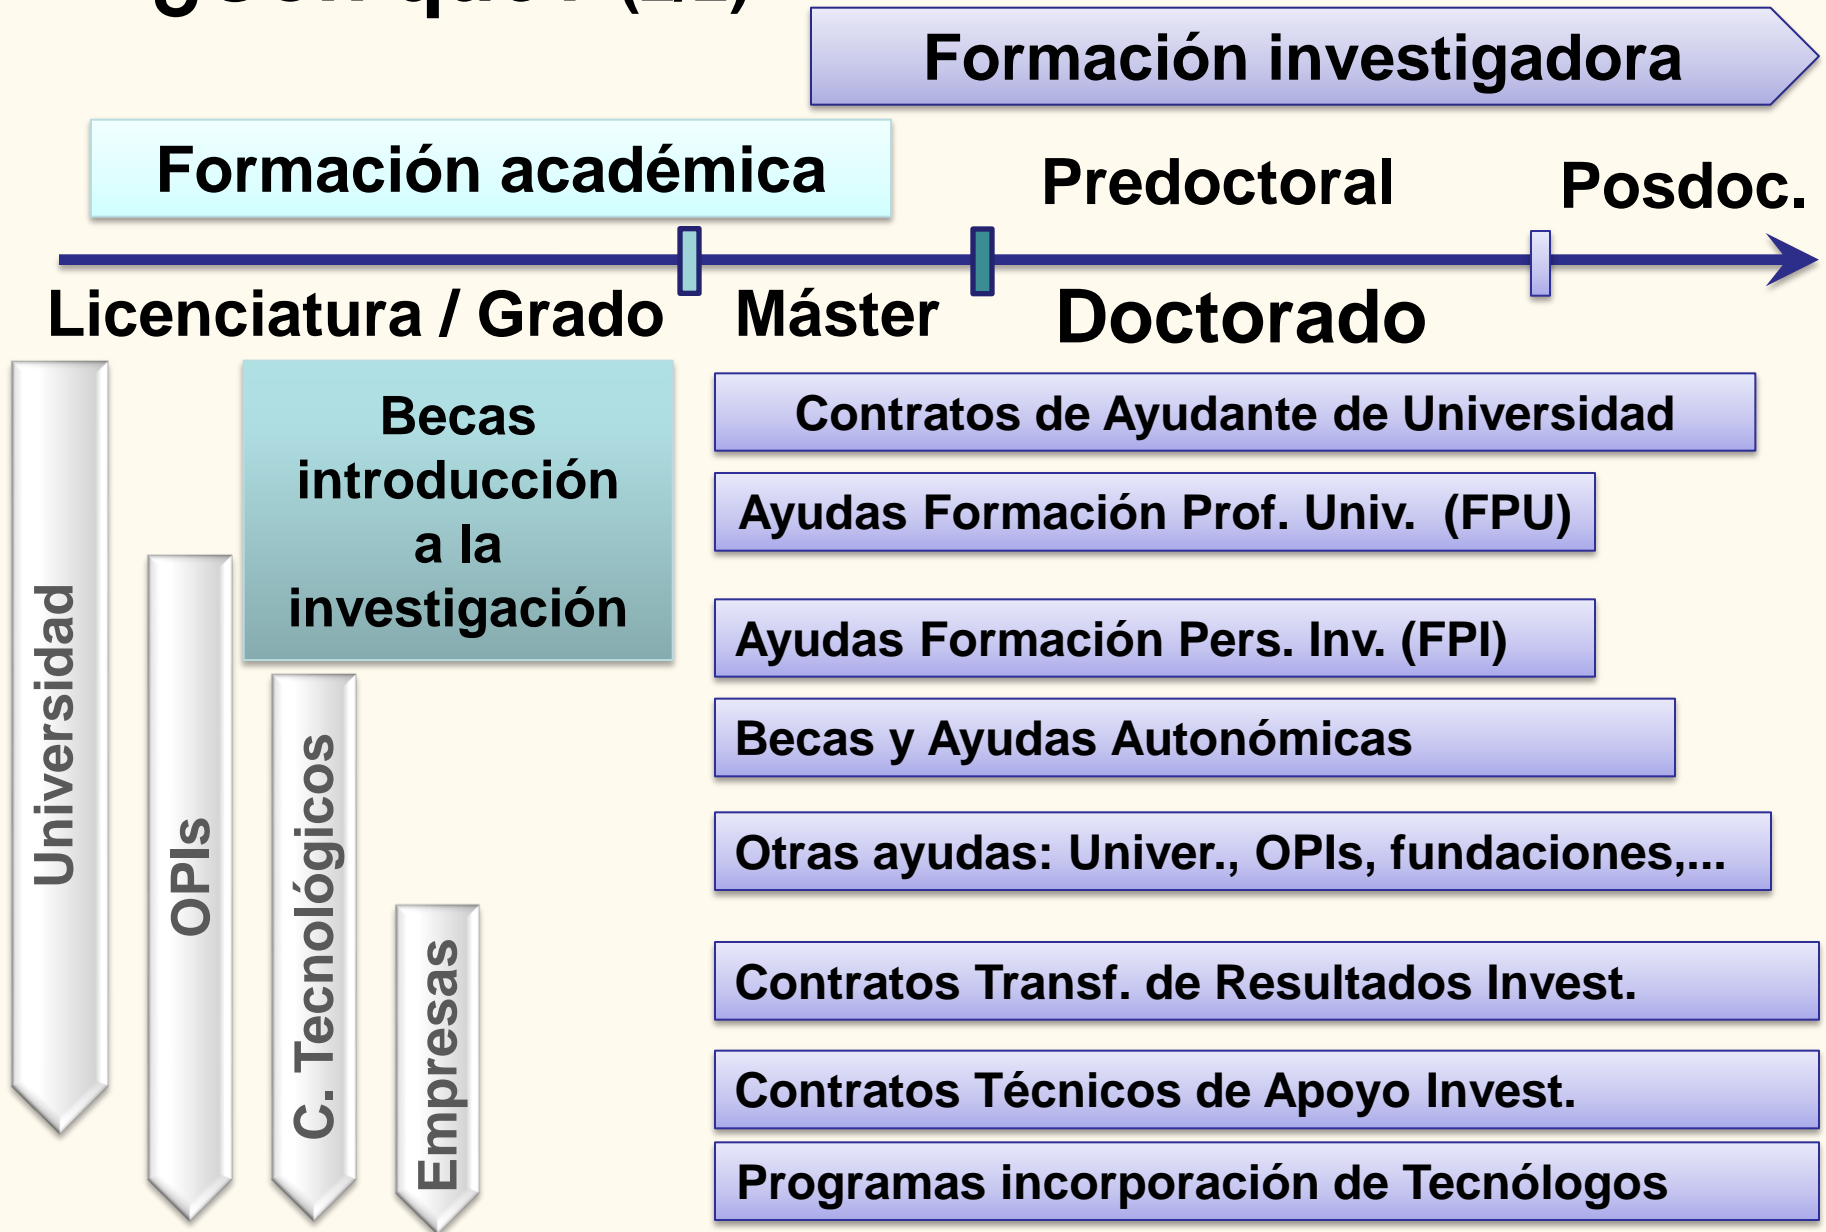 ¿Con qué?
Formación investigadora
Formación académica
Predoctoral
Posdoc.
Licenciatura / Grado
Máster
Doctorado
Becas
introducción
a la
investigación
Contratos de Ayudante de Universidad
Ayudas Formación Prof. Univ. (FPU)
Ayudas Formación Pers. Inv. (FPI)
Becas y Ayudas Autonómicas
Otras ayudas: Univer., OPIs, fundaciones,...
Contratos Transf. de Resultados Invest.
Contratos Técnicos de Apoyo Invest.
Programas incorporación de Tecnólogos
Universidad
OPIs
C. Tecnológicos
Empresas